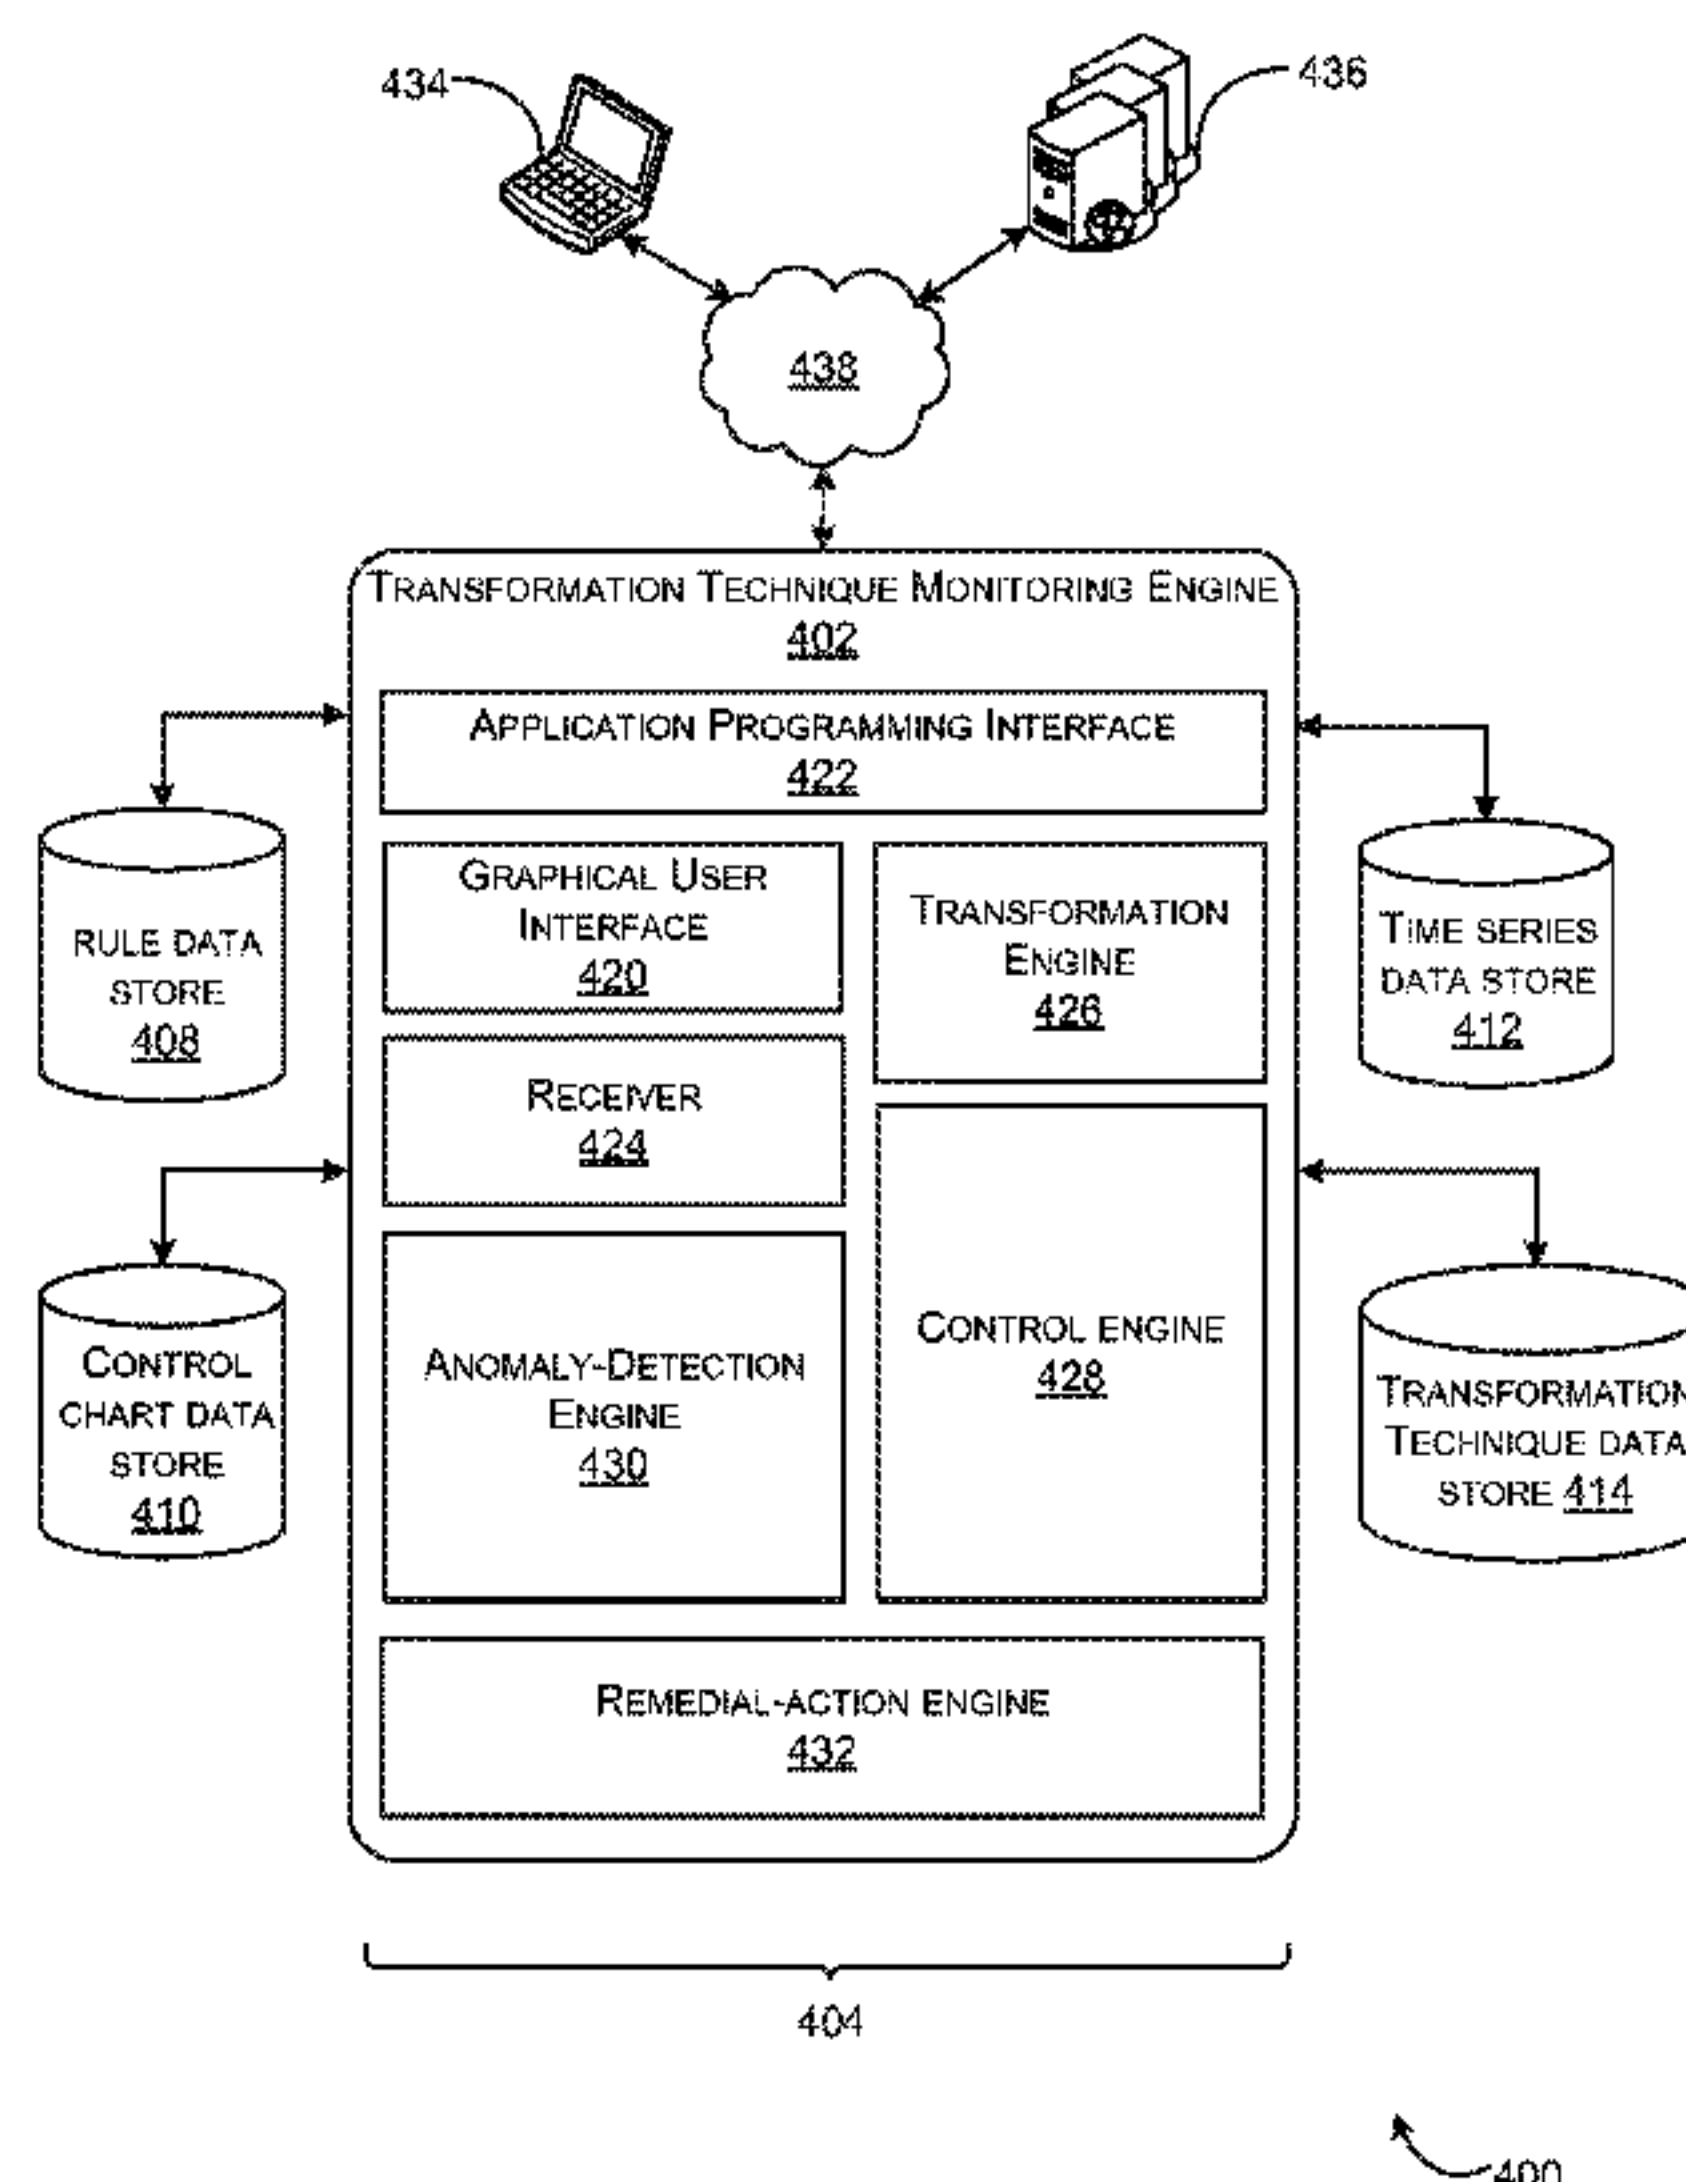 434
436
438
TRANSFORMATION TECHNIQUE MONITORING ENGINE
402
APPLICATION PROGRAMMING INTERFACE
422
GRAPHICAL USER
INTERFACE
420
TRANSFORMATION
ENGINE
426
RULE DATA
STORE
408
TIME SERIES
DATA STORE
412
RECEIVER
424
CONTROL ENGINE
428
ANOMALY-DETECTION
ENGINE
430
CONTROL
CHART DATA
STORE
410
TRANSFORMATION
TECHNIQUE DATA
STORE 414
REMEDIAL-ACTION ENGINE
432
404
400